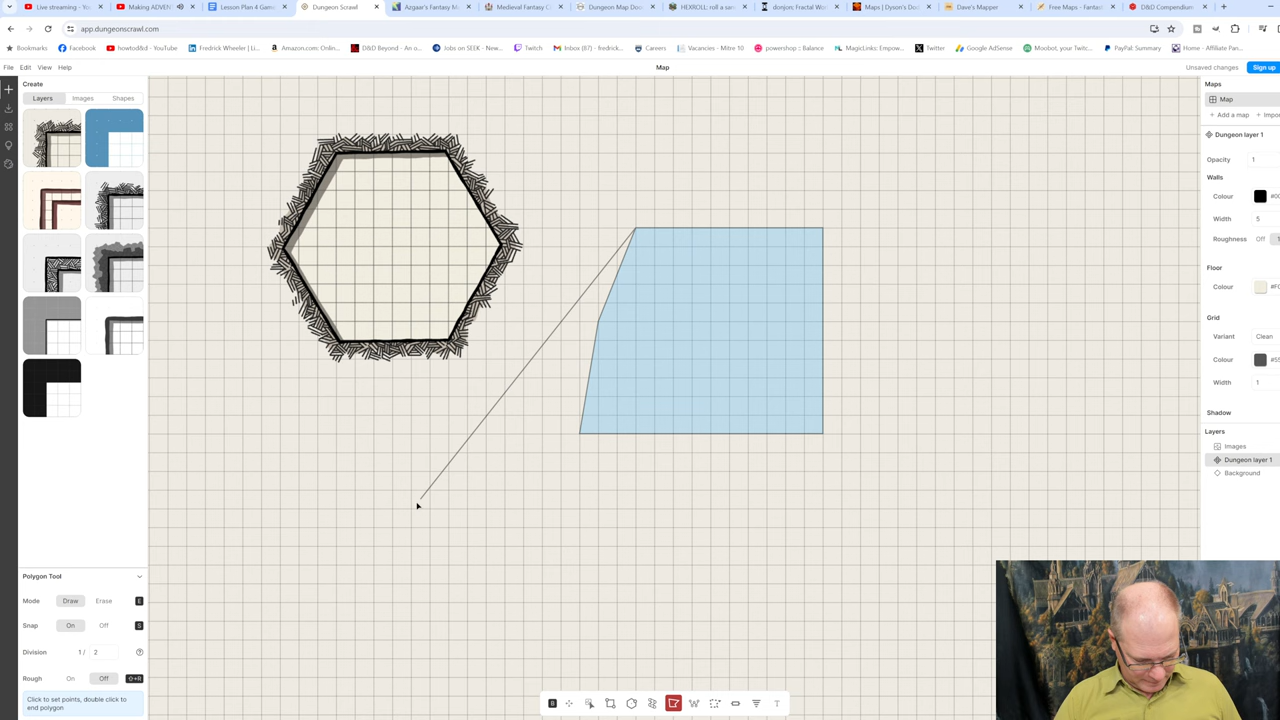 Live streaming - Yo
Making ADVEN
Lesson Plan 4 Game
Dungeon Scrawl
Azgaar's Fantasy M
Medieval Fantasy C
Dungeon Map Do
HEXROLL: roll a sa
donjon; Fractal Wo
Maps | Dyson's Do
Dave's Mapper
Free Maps - Fantas
D&D Compendium
app.dungeonscrawl.com
Bookmarks
howtodd! - YouTube
Fredrick Wheeler | L...
Amazon.com: Onlin...
D&D Beyond - An o...
Jobs on SEEK - New...
Twitch
Inbox (87) - fredrick...
Careers
Vacancies - Mitre 10
powershop :: Balance
MagicLinks: Empow...
Twitter
Google AdSense
Moobot, your Twitc...
PayPal: Summary
Home - Affiliate Pan...
File Edit View Help
Map
Unsaved changes
Sign up
Create
Layers Images Shapes
Maps
Map
+ Add a map
+ Impor
Dungeon layer 1
Opacity 1
Walls
Colour #00
Width 5
Roughness Off
Floor
Colour #F0
Grid
Variant Clean
Colour #55
Width 1
Shadow
Layers
Images
Dungeon layer 1
Background
Polygon Tool
Mode Draw Erase E
Snap On Off S
Division 1 / 2
Rough On Off ⇧+R
Click to set points, double click to
end polygon